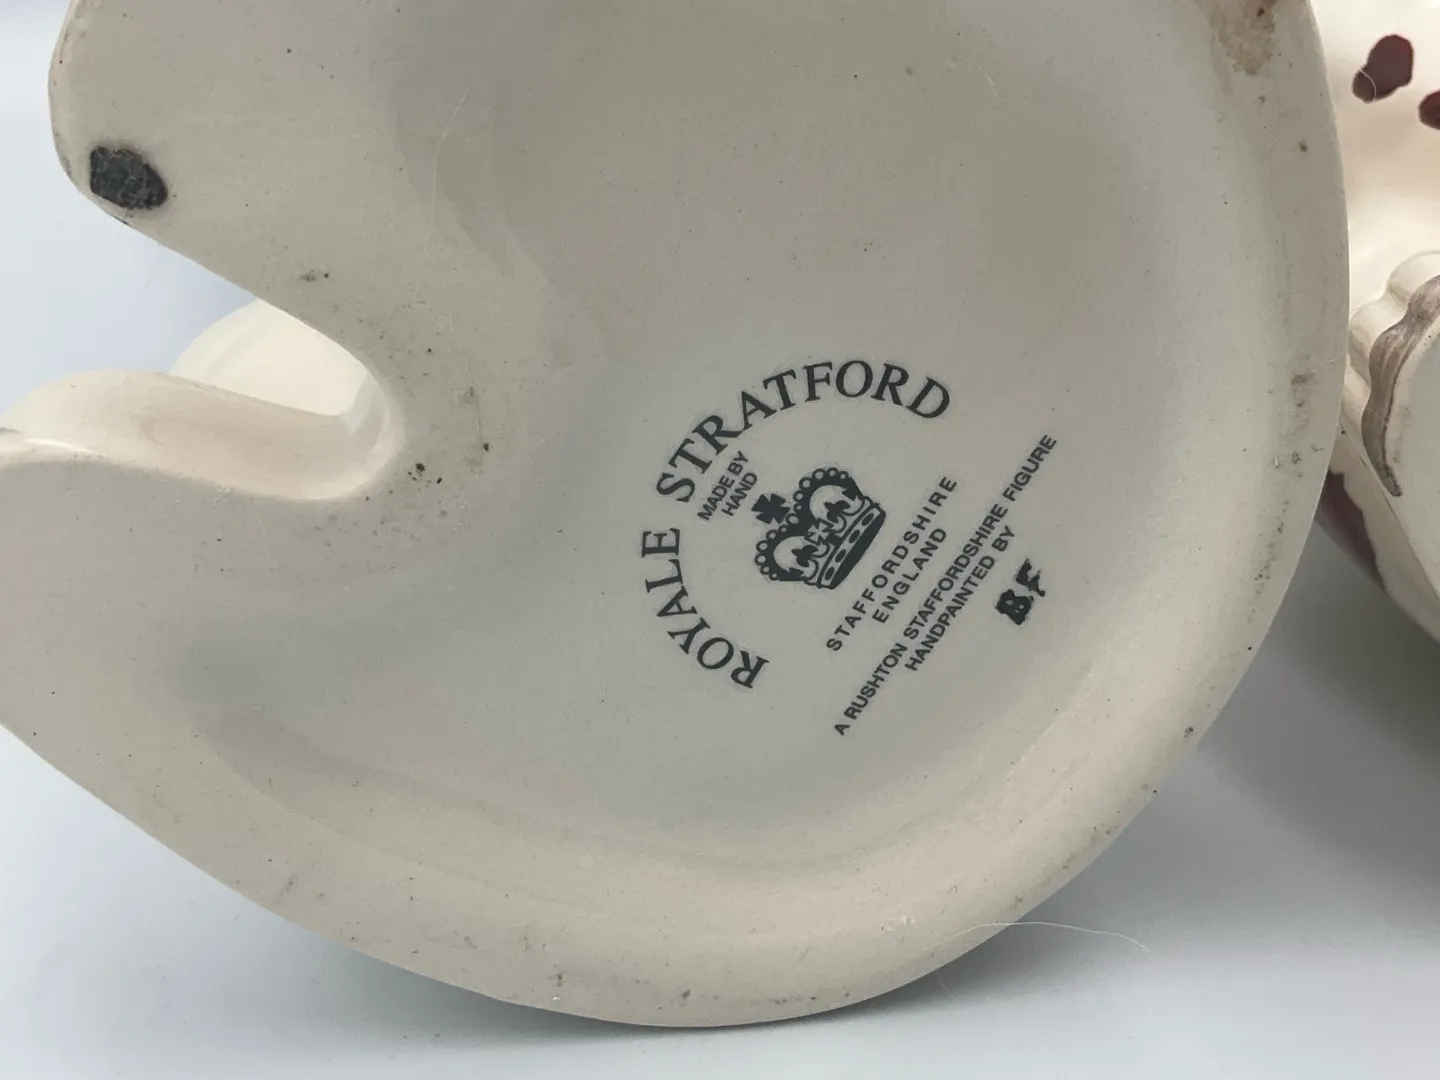 ROYALE STRATFORD
MADE BY
HAND
STAFFORDSHIRE
ENGLAND
A RUSHTON STAFFORDSHIRE FIGURE
HANDPAINTED BY
BF